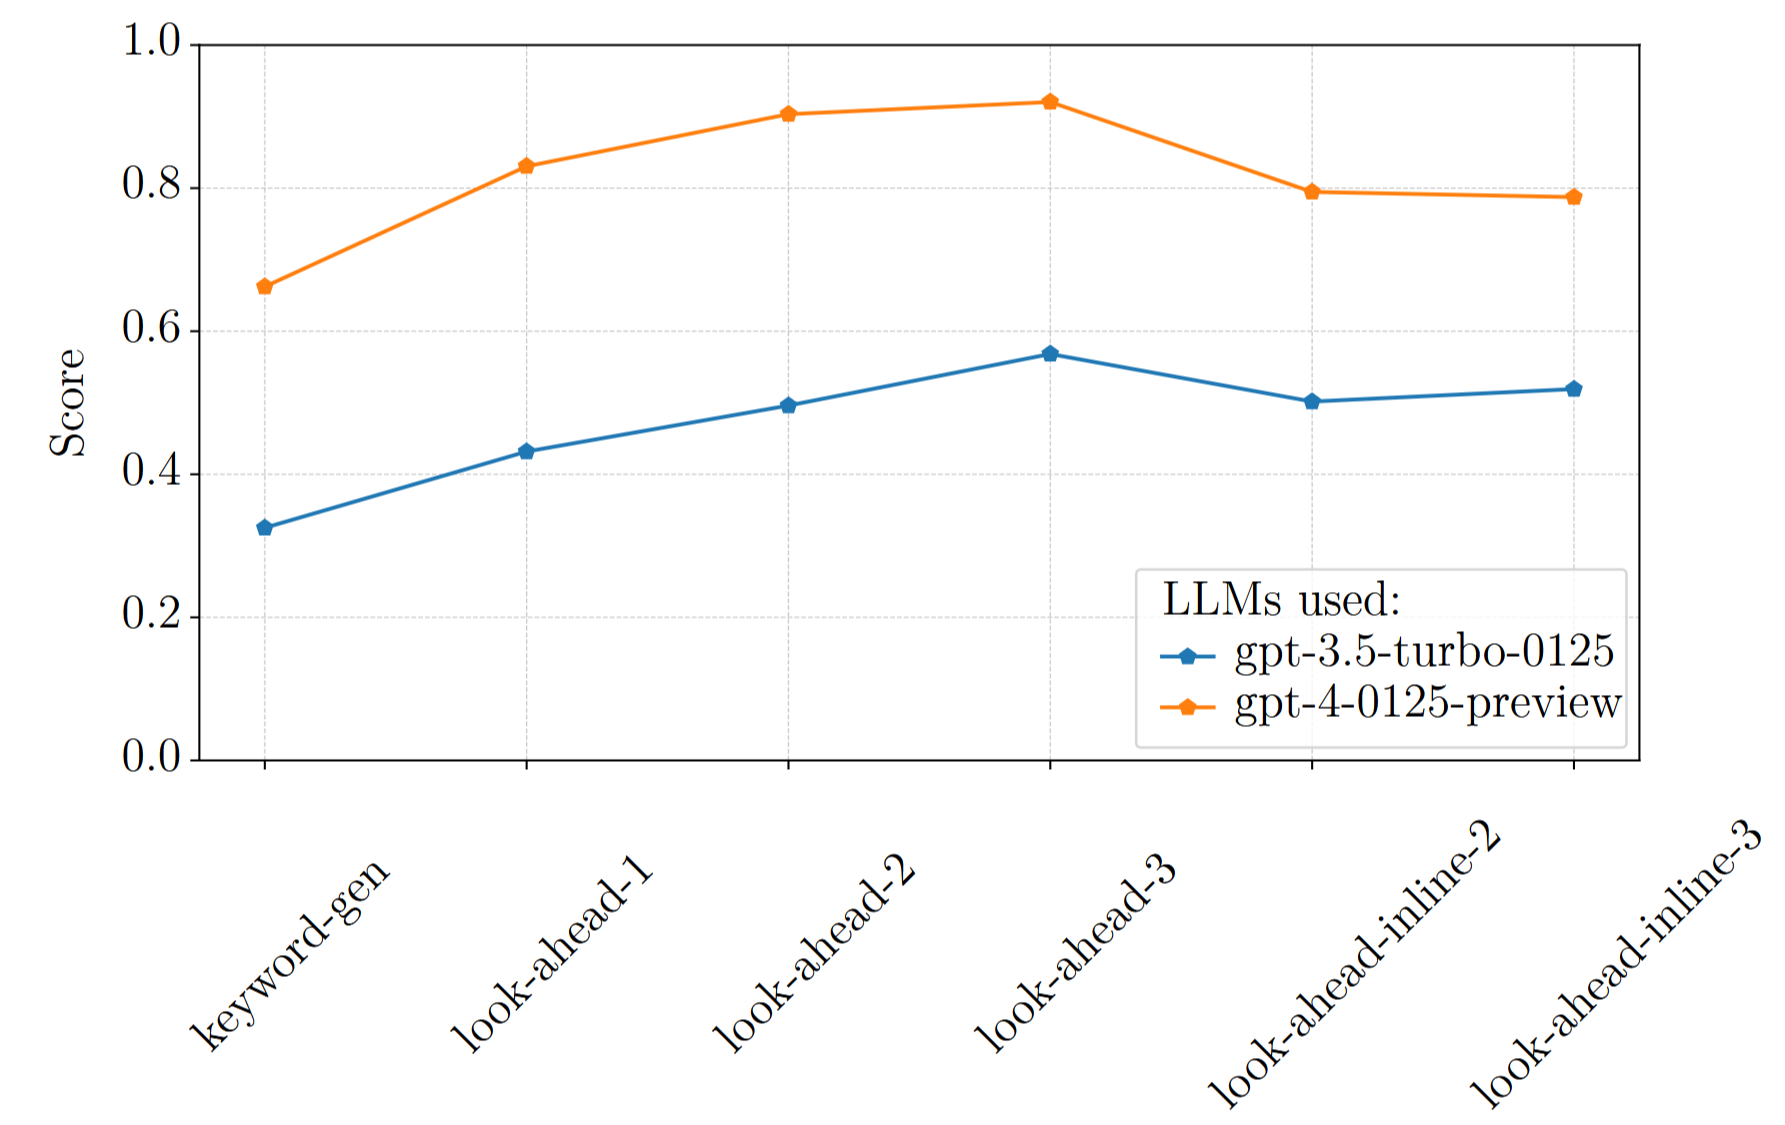 1.0
0.8
0.6
0.4
0.2
0.0
Score
LLMs used:
gpt-3.5-turbo-0125
gpt-4-0125-preview
keyword-gen
look-ahead-1
look-ahead-2
look-ahead-3
look-ahead-inline-2
look-ahead-inline-3